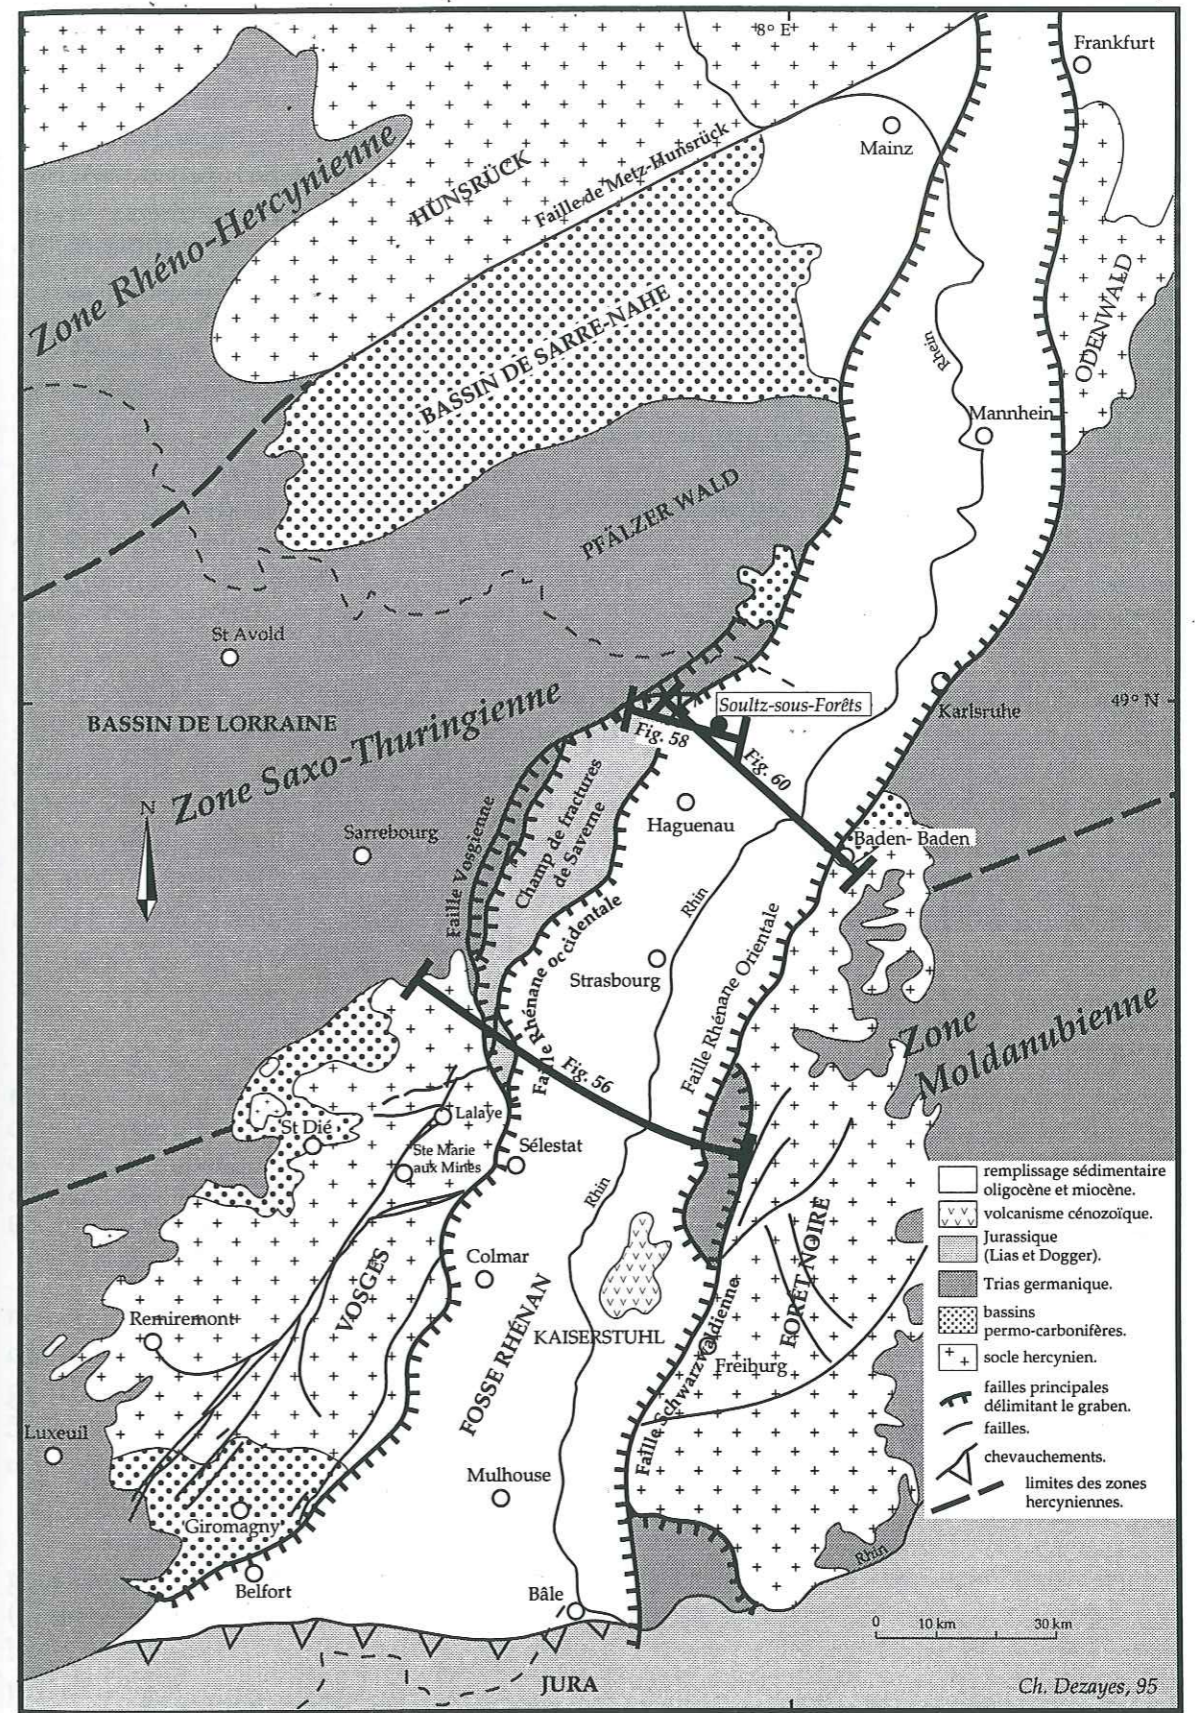 8° E
Frankfurt
Mainz
HUNSRÜCK
Faille de Metz-Hunsrück
Zone Rhéno-Hercynienne
ODENWALD
BASSIN DE SARRE-NAHE
Rhein
Mannhein
PFÄLZER WALD
St Avold
49° N
Karlsruhe
Soultz-sous-Forêts
BASSIN DE LORRAINE
Zone Saxo-Thuringienne
Fig. 58
Fig. 60
N
Sarrebourg
Haguenau
Baden- Baden
Faille Vosgienne
Champ de fractures
de Saverne
Rhin
Faille Rhénane occidentale
Strasbourg
Faille Rhénane Orientale
Zone
Moldanubienne
Fig. 56
Lalaye
St Dié
Ste Marie
aux Mines
Sélestat
Rhin
Colmar
VOSGES
Remiremont
FOSSE RHÉNAN
KAISERSTUHL
FORET NOIRE
Freiburg
Faille Schwarzwaldienne
Luxeuil
Mulhouse
Giromagny
Belfort
Bâle
Rhin
remplissage sédimentaire
oligocène et miocène.
volcanisme cénozoïque.
Jurassique
(Lias et Dogger).
Trias germanique.
bassins
permo-carbonifères.
socle hercynien.
failles principales
délimitant le graben.
failles.
chevauchements.
limites des zones
hercyniennes.
0 10 km 30 km
JURA
Ch. Dezayes, 95